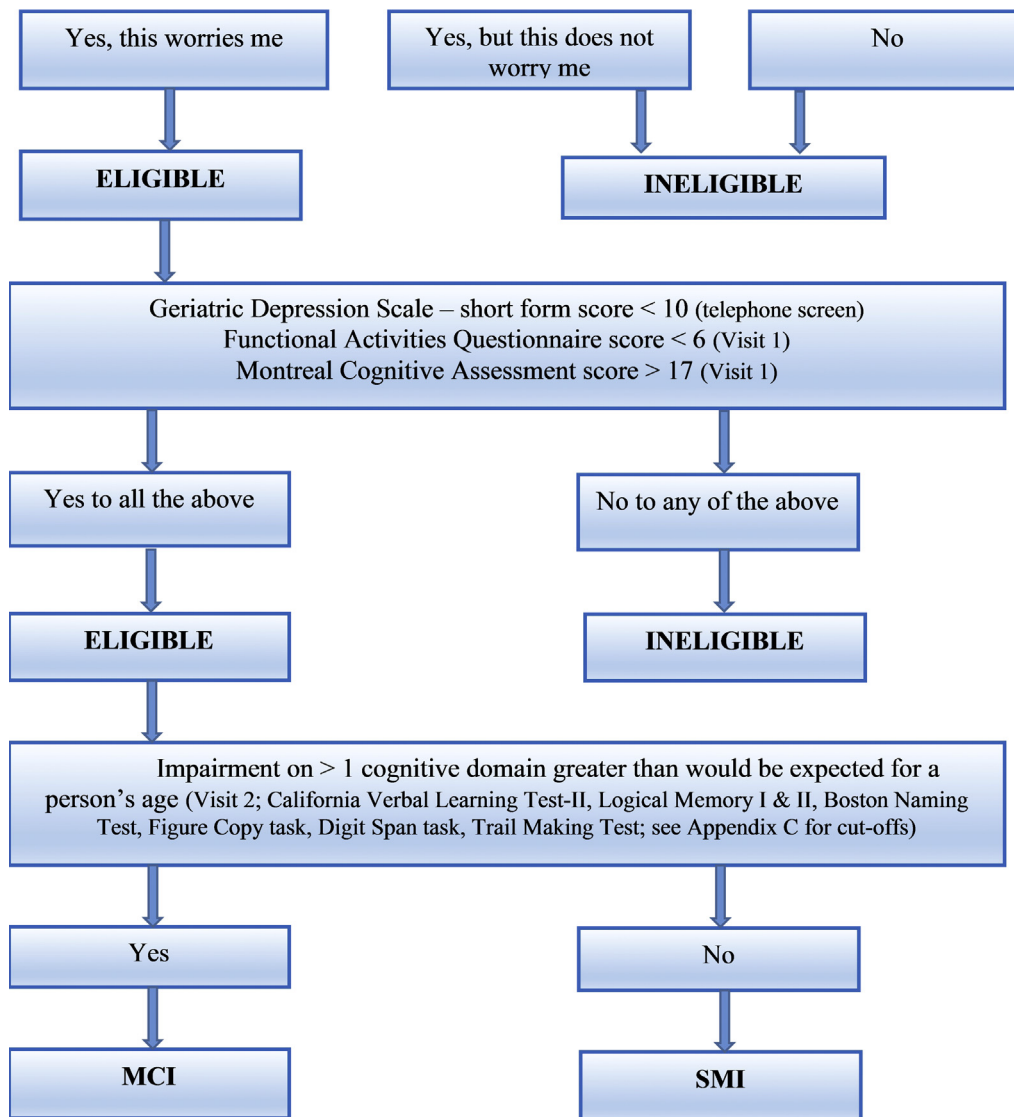 Yes, this worries me
Yes, but this does not
worry me
No
ELIGIBLE
INELIGIBLE
Geriatric Depression Scale – short form score < 10 (telephone screen)
Functional Activities Questionnaire score < 6 (Visit 1)
Montreal Cognitive Assessment score > 17 (Visit 1)
Yes to all the above
No to any of the above
ELIGIBLE
INELIGIBLE
Impairment on > 1 cognitive domain greater than would be expected for a
person’s age (Visit 2; California Verbal Learning Test-II, Logical Memory I & II, Boston Naming
Test, Figure Copy task, Digit Span task, Trail Making Test; see Appendix C for cut-offs)
Yes
No
MCI
SMI